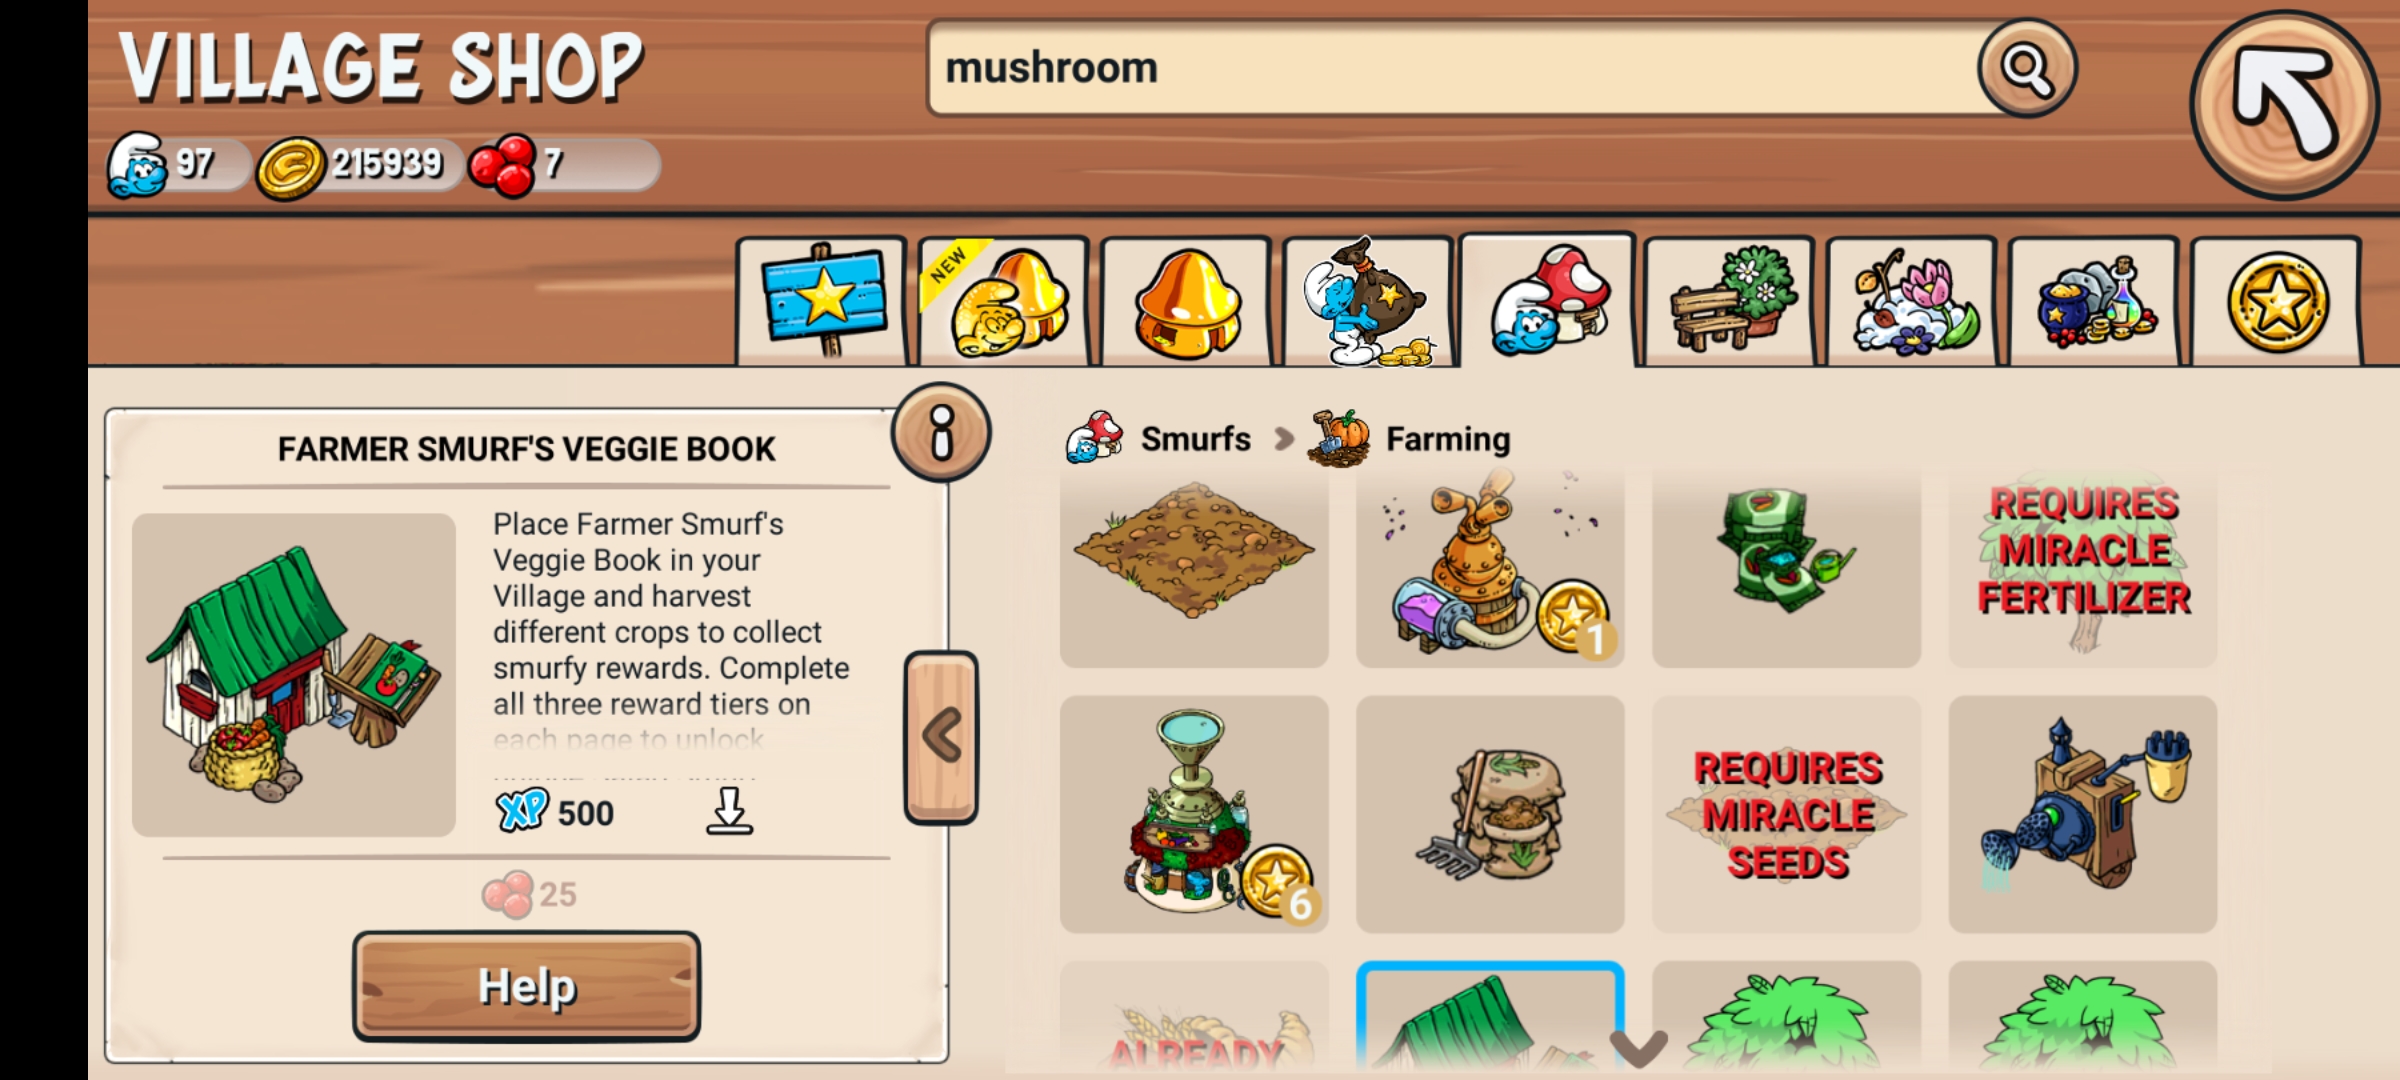 VILLAGE SHOP
mushroom
97
215939
7
NEW
FARMER SMURF'S VEGGIE BOOK
Place Farmer Smurf's
Veggie Book in your
Village and harvest
different crops to collect
smurfy rewards. Complete
all three reward tiers on
each page to unlock
XP 500
25
Help
Smurfs
Farming
1
REQUIRES
MIRACLE
FERTILIZER
6
REQUIRES
MIRACLE
SEEDS
ALREADY